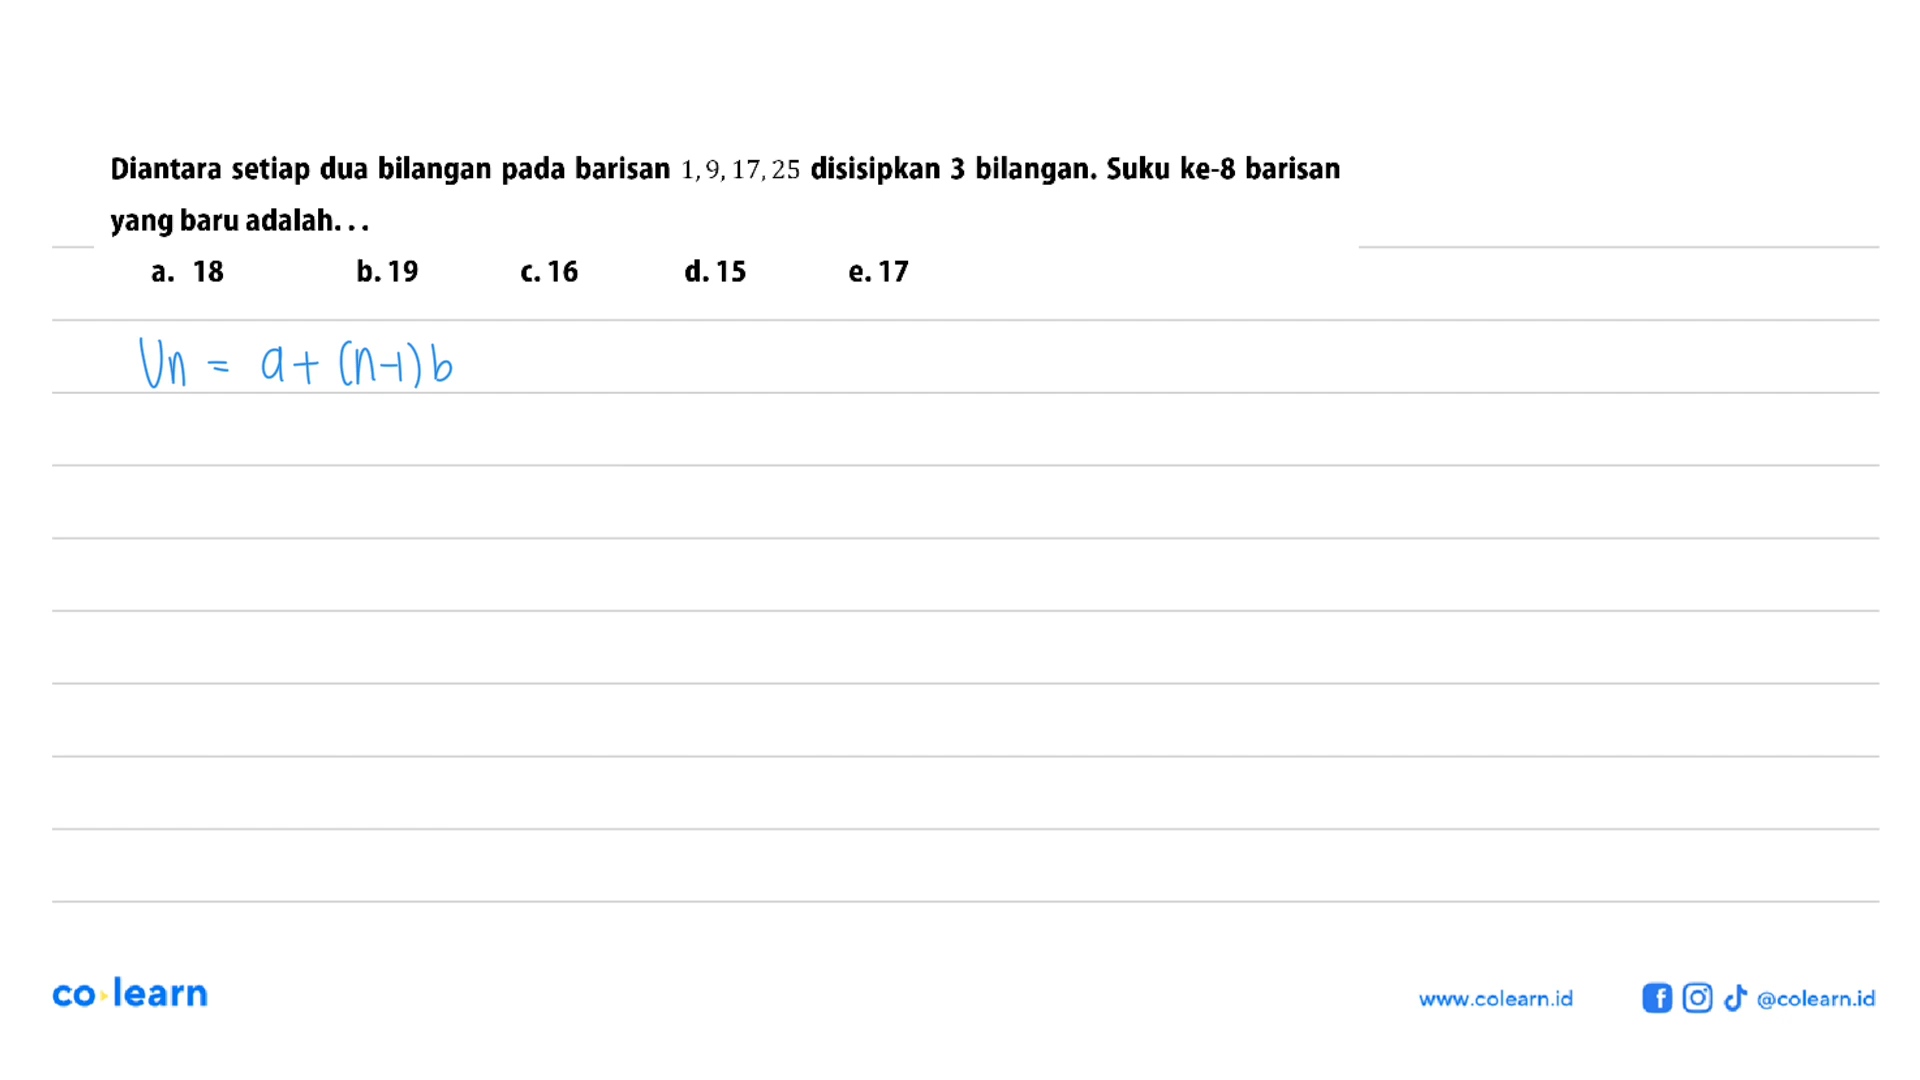 Diantara setiap dua bilangan pada barisan 1, 9, 17, 25 disisipkan 3 bilangan. Suku ke-8 barisan
yang baru adalah. . .
a. 18 b. 19 c. 16 d. 15 e. 17
Un = a + (n-1) b
co learn
www.colearn.id @colearn.id